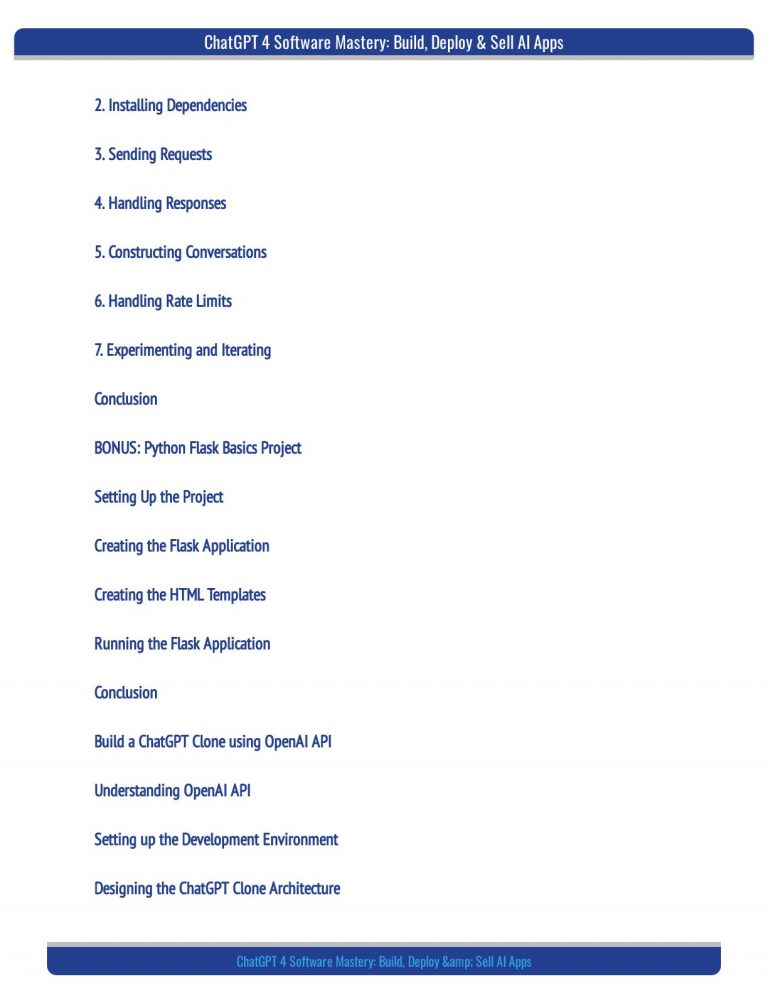 ChatGPT 4 Software Mastery: Build, Deploy & Sell AI Apps
2. Installing Dependencies
3. Sending Requests
4. Handling Responses
5. Constructing Conversations
6. Handling Rate Limits
7. Experimenting and Iterating
Conclusion
BONUS: Python Flask Basics Project
Setting Up the Project
Creating the Flask Application
Creating the HTML Templates
Running the Flask Application
Conclusion
Build a ChatGPT Clone using OpenAI API
Understanding OpenAI API
Setting up the Development Environment
Designing the ChatGPT Clone Architecture
ChatGPT 4 Software Mastery: Build, Deploy &amp; Sell AI Apps